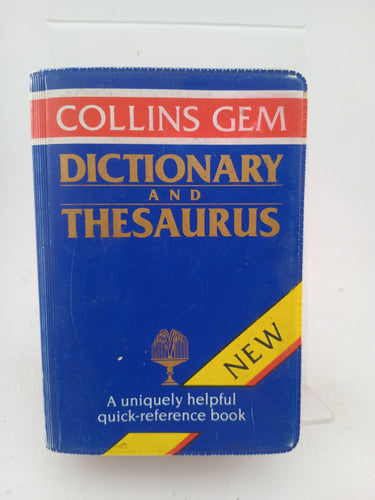 COLLINS GEM
DICTIONARY
AND
THESAURUS
NEW
A uniquely helpful
quick-reference book